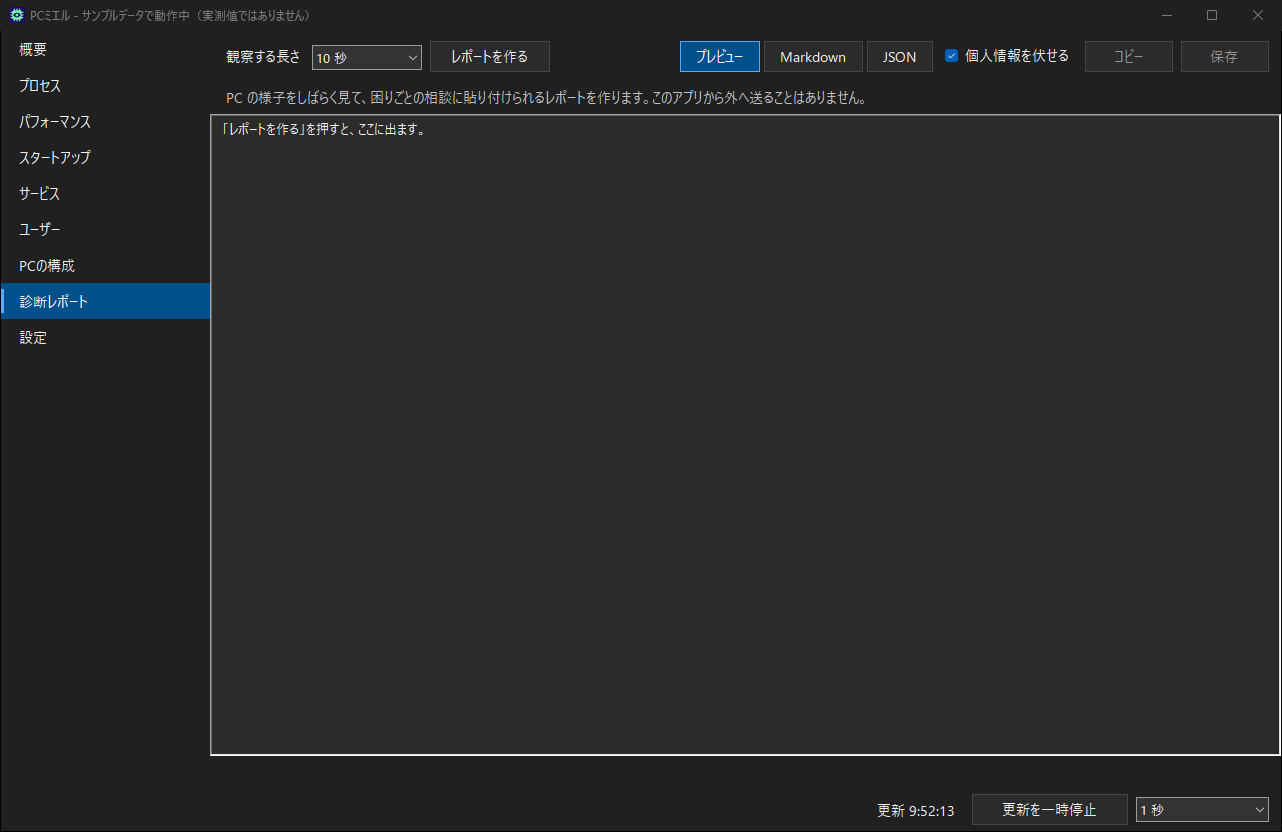 PCミエル - サンプルデータで動作中（実測値ではありません）
概要
プロセス
パフォーマンス
スタートアップ
サービス
ユーザー
PCの構成
診断レポート
設定
観察する長さ 10 秒 レポートを作る プレビュー Markdown JSON 個人情報を伏せる コピー 保存
PC の様子をしばらく見て、困りごとの相談に貼り付けられるレポートを作ります。このアプリから外へ送ることはありません。
「レポートを作る」を押すと、ここに出ます。
更新 9:52:13 更新を一時停止 1 秒